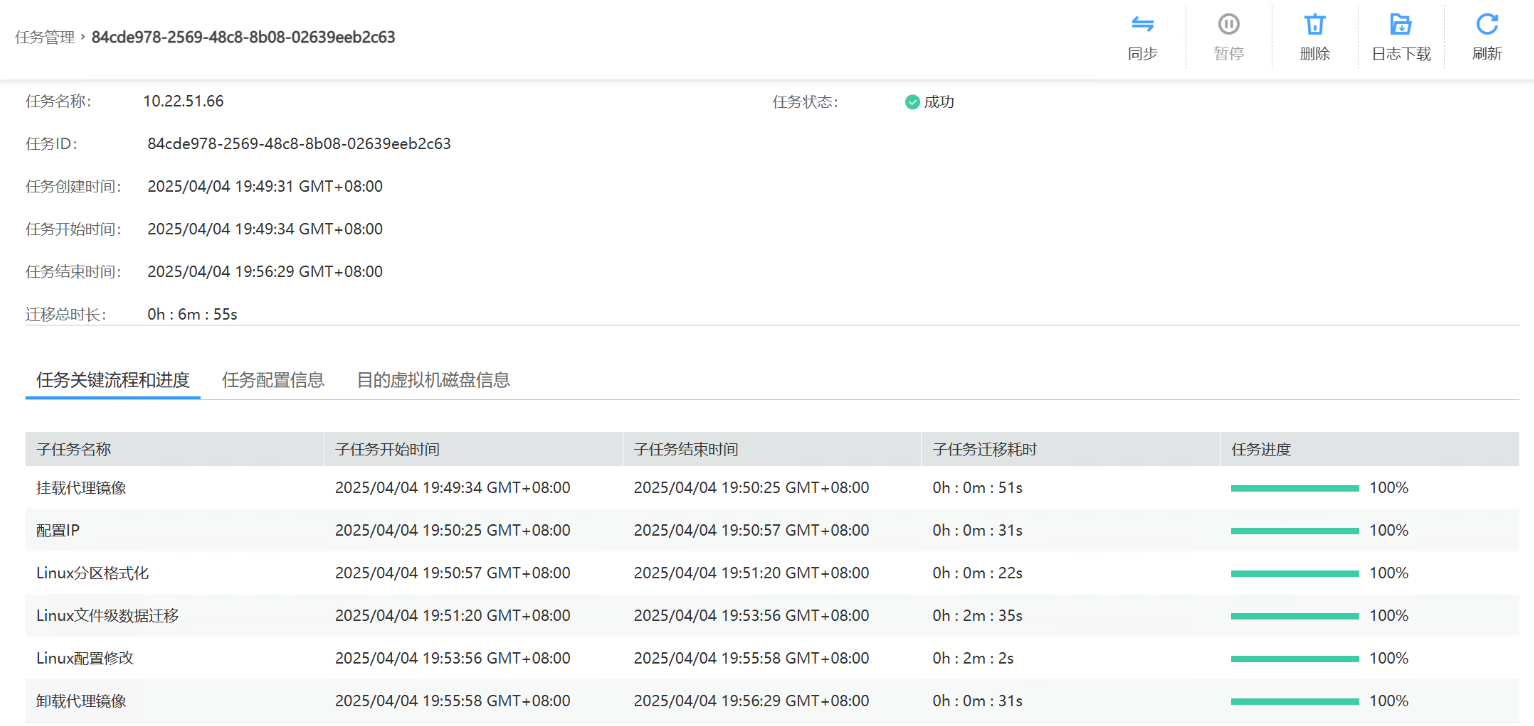 任务管理 › 84cde978-2569-48c8-8b08-02639eeb2c63
同步 暂停 删除 日志下载 刷新
任务名称: 10.22.51.66 任务状态: 成功
任务ID: 84cde978-2569-48c8-8b08-02639eeb2c63
任务创建时间: 2025/04/04 19:49:31 GMT+08:00
任务开始时间: 2025/04/04 19:49:34 GMT+08:00
任务结束时间: 2025/04/04 19:56:29 GMT+08:00
迁移总时长: 0h : 6m : 55s
任务关键流程和进度 任务配置信息 目的虚拟机磁盘信息
子任务名称 子任务开始时间 子任务结束时间 子任务迁移耗时 任务进度
挂载代理镜像 2025/04/04 19:49:34 GMT+08:00 2025/04/04 19:50:25 GMT+08:00 0h : 0m : 51s 100%
配置IP 2025/04/04 19:50:25 GMT+08:00 2025/04/04 19:50:57 GMT+08:00 0h : 0m : 31s 100%
Linux分区格式化 2025/04/04 19:50:57 GMT+08:00 2025/04/04 19:51:20 GMT+08:00 0h : 0m : 22s 100%
Linux文件级数据迁移 2025/04/04 19:51:20 GMT+08:00 2025/04/04 19:53:56 GMT+08:00 0h : 2m : 35s 100%
Linux配置修改 2025/04/04 19:53:56 GMT+08:00 2025/04/04 19:55:58 GMT+08:00 0h : 2m : 2s 100%
卸载代理镜像 2025/04/04 19:55:58 GMT+08:00 2025/04/04 19:56:29 GMT+08:00 0h : 0m : 31s 100%